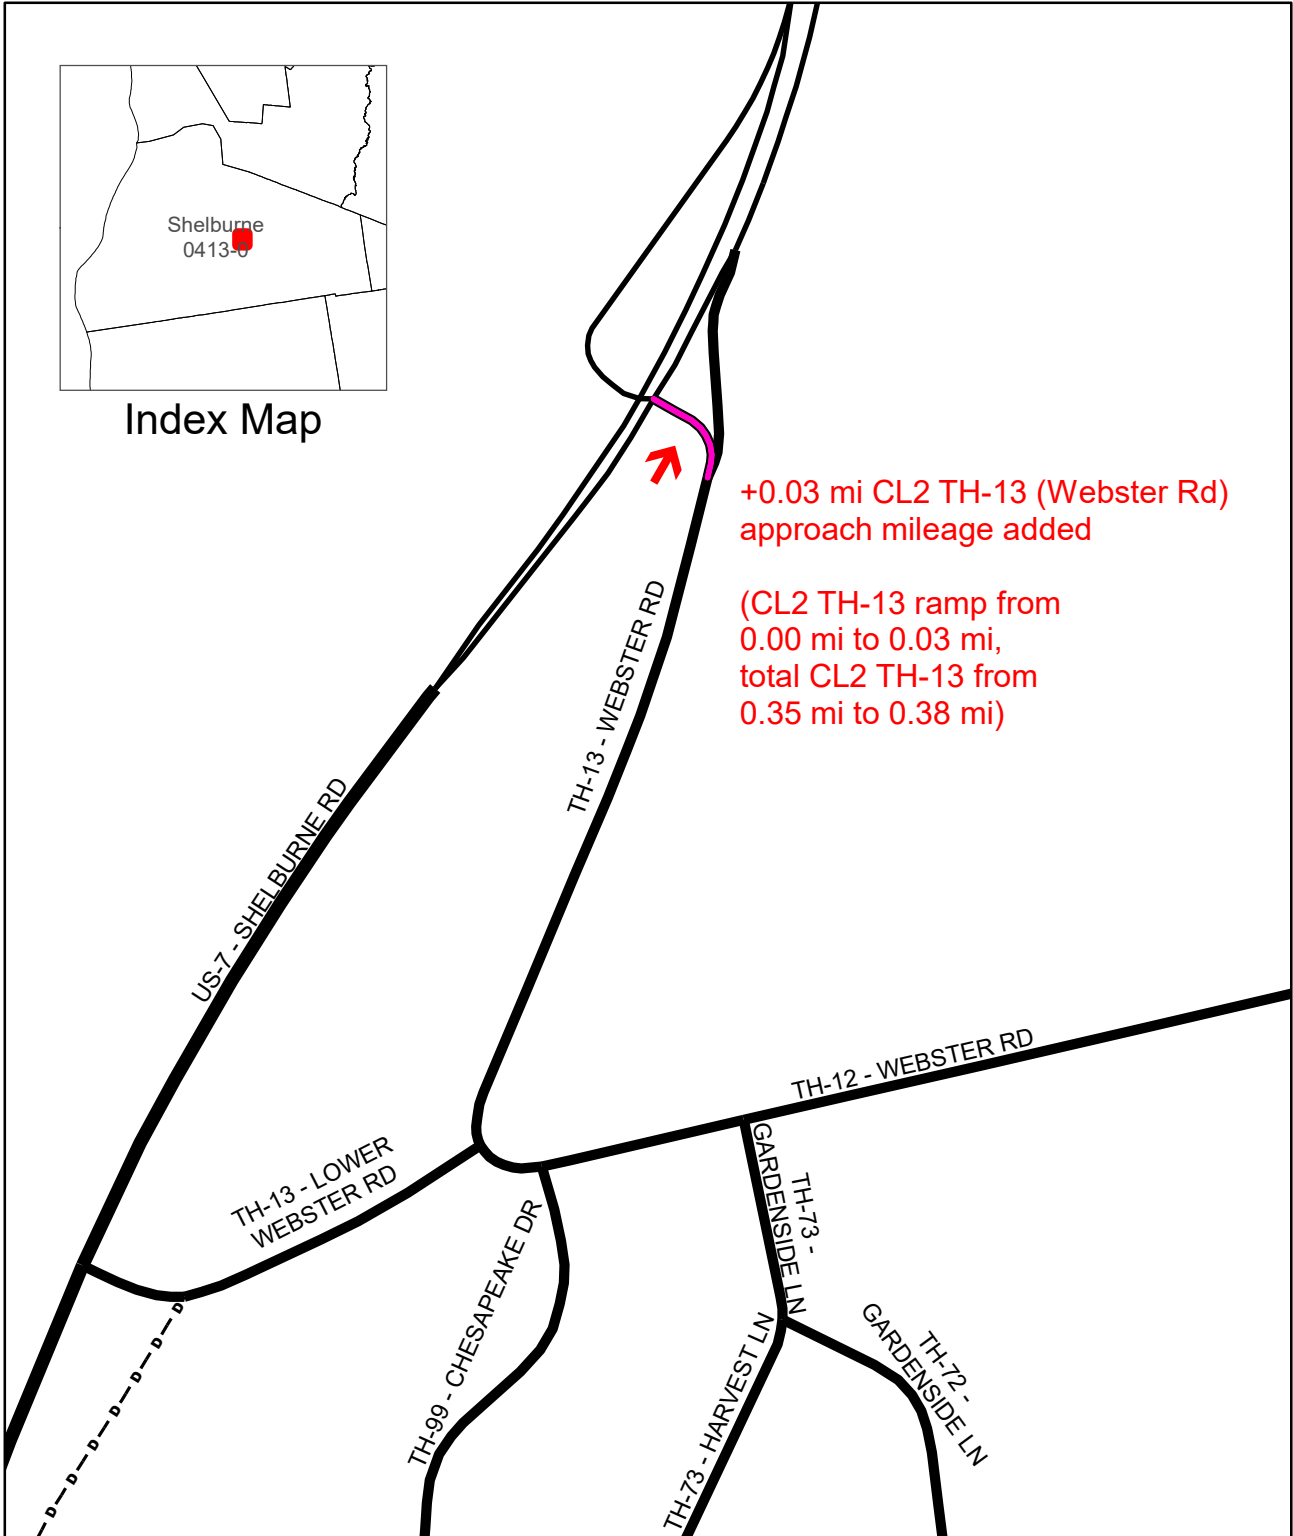 Shelburne
0413-0
Index Map
+0.03 mi CL2 TH-13 (Webster Rd)
approach mileage added
(CL2 TH-13 ramp from
0.00 mi to 0.03 mi,
total CL2 TH-13 from
0.35 mi to 0.38 mi)
TH-13 - WEBSTER RD
US-7 - SHELBURNE RD
TH-12 - WEBSTER RD
TH-13 - LOWER
WEBSTER RD
TH-73 -
GARDENSIDE LN
TH-99 - CHESAPEAKE DR
TH-73 - HARVEST LN
TH-72 -
GARDENSIDE LN
D
D
D
D
D
D